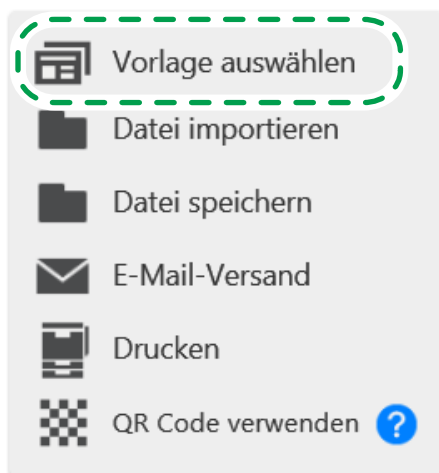 Vorlage auswählen
Datei importieren
Datei speichern
E-Mail-Versand
Drucken
QR Code verwenden ?